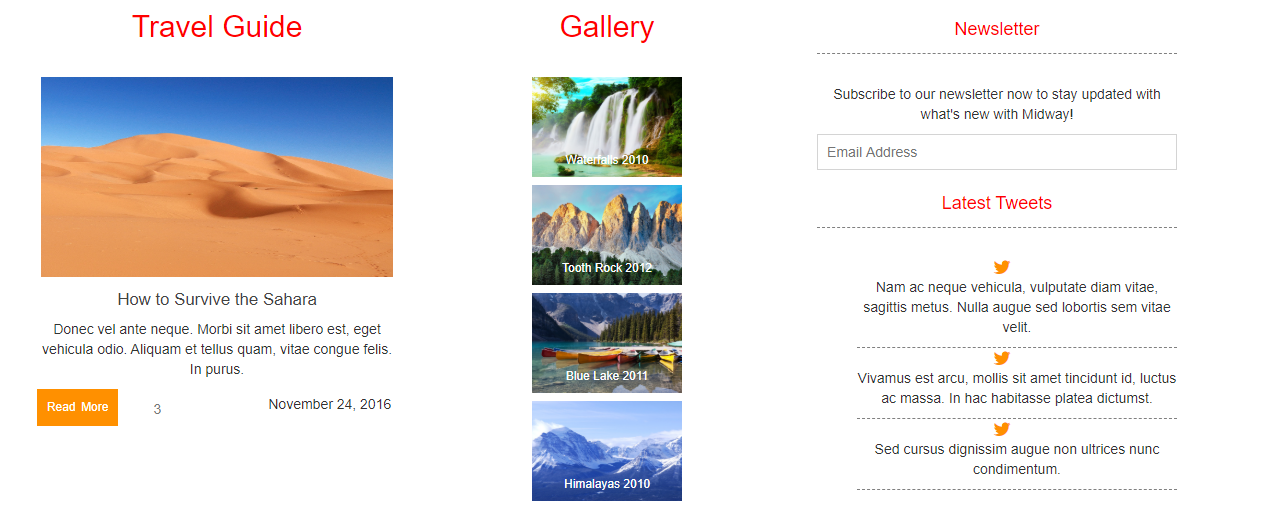 Travel Guide
How to Survive the Sahara
Donec vel ante neque. Morbi sit amet libero est, eget
vehicula odio. Aliquam et tellus quam, vitae congue felis.
In purus.
Read More
3
November 24, 2016
Gallery
Waterfalls 2010
Tooth Rock 2012
Blue Lake 2011
Himalayas 2010
Newsletter
Subscribe to our newsletter now to stay updated with
what's new with Midway!
Email Address
Latest Tweets
Nam ac neque vehicula, vulputate diam vitae,
sagittis metus. Nulla augue sed lobortis sem vitae
velit.
Vivamus est arcu, mollis sit amet tincidunt id, luctus
ac massa. In hac habitasse platea dictumst.
Sed cursus dignissim augue non ultrices nunc
condimentum.